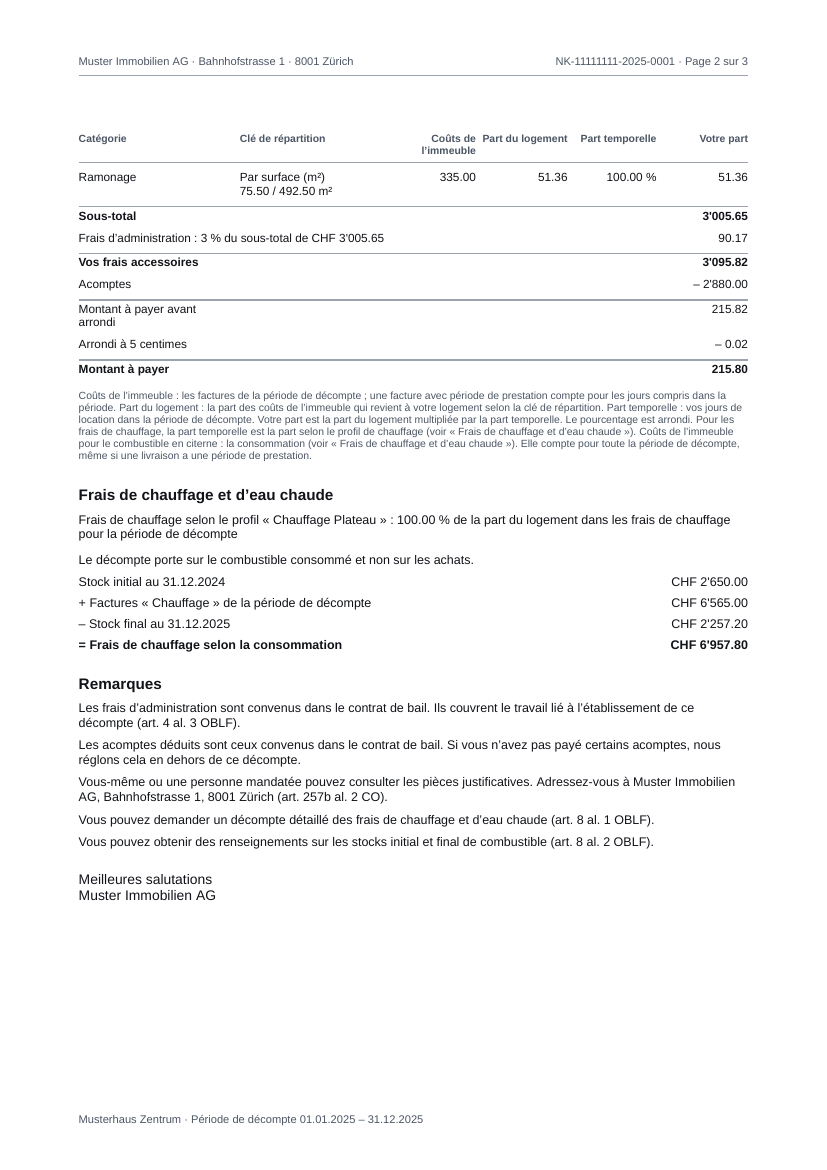 Muster Immobilien AG · Bahnhofstrasse 1 · 8001 Zürich NK-11111111-2025-0001 · Page 2 sur 3
Catégorie Clé de répartition Coûts de l’immeuble Part du logement Part temporelle Votre part
Ramonage Par surface (m²) 335.00 51.36 100.00 % 51.36
75.50 / 492.50 m²
Sous-total 3'005.65
Frais d’administration : 3 % du sous-total de CHF 3'005.65 90.17
Vos frais accessoires 3'095.82
Acomptes – 2'880.00
Montant à payer avant 215.82
arrondi
Arrondi à 5 centimes – 0.02
Montant à payer 215.80
Coûts de l’immeuble : les factures de la période de décompte ; une facture avec période de prestation compte pour les jours compris dans la
période. Part du logement : la part des coûts de l’immeuble qui revient à votre logement selon la clé de répartition. Part temporelle : vos jours de
location dans la période de décompte. Votre part est la part du logement multipliée par la part temporelle. Le pourcentage est arrondi. Pour les
frais de chauffage, la part temporelle est la part selon le profil de chauffage (voir « Frais de chauffage et d’eau chaude »). Coûts de l’immeuble
pour le combustible en citerne : la consommation (voir « Frais de chauffage et d’eau chaude »). Elle compte pour toute la période de décompte,
même si une livraison a une période de prestation.
Frais de chauffage et d’eau chaude
Frais de chauffage selon le profil « Chauffage Plateau » : 100.00 % de la part du logement dans les frais de chauffage
pour la période de décompte
Le décompte porte sur le combustible consommé et non sur les achats.
Stock initial au 31.12.2024 CHF 2'650.00
+ Factures « Chauffage » de la période de décompte CHF 6'565.00
– Stock final au 31.12.2025 CHF 2'257.20
= Frais de chauffage selon la consommation CHF 6'957.80
Remarques
Les frais d’administration sont convenus dans le contrat de bail. Ils couvrent le travail lié à l’établissement de ce
décompte (art. 4 al. 3 OBLF).
Les acomptes déduits sont ceux convenus dans le contrat de bail. Si vous n’avez pas payé certains acomptes, nous
réglons cela en dehors de ce décompte.
Vous-même ou une personne mandatée pouvez consulter les pièces justificatives. Adressez-vous à Muster Immobilien
AG, Bahnhofstrasse 1, 8001 Zürich (art. 257b al. 2 CO).
Vous pouvez demander un décompte détaillé des frais de chauffage et d’eau chaude (art. 8 al. 1 OBLF).
Vous pouvez obtenir des renseignements sur les stocks initial et final de combustible (art. 8 al. 2 OBLF).
Meilleures salutations
Muster Immobilien AG
Musterhaus Zentrum · Période de décompte 01.01.2025 – 31.12.2025